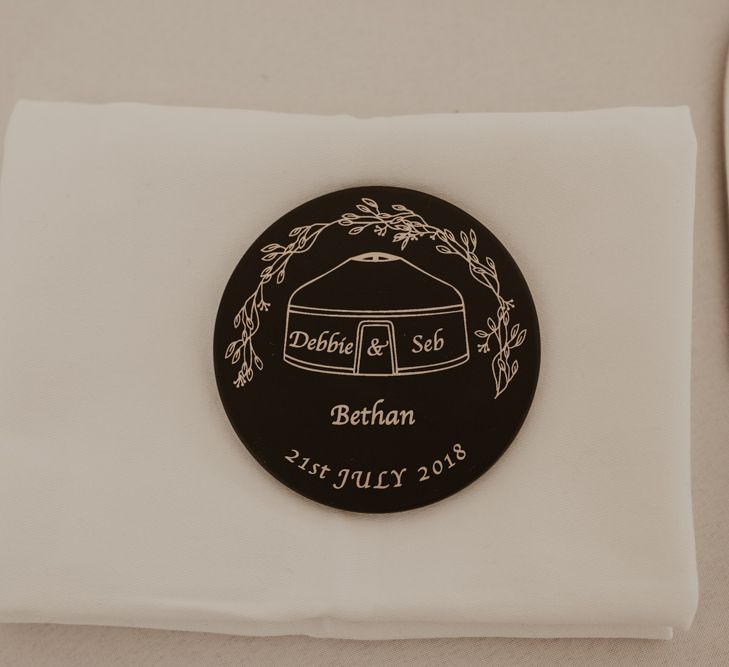 Debbie & Seb
Bethan
21st JULY 2018